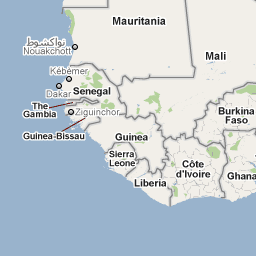 Mauritania
نواكشوط
Nouakchott
Mali
Kébémer
Senegal
Dakar
The
Gambia
Ziguinchor
Burkina
Faso
Guinea-Bissau
Guinea
Sierra
Leone
Côte
d'Ivoire
Ghana
Liberia